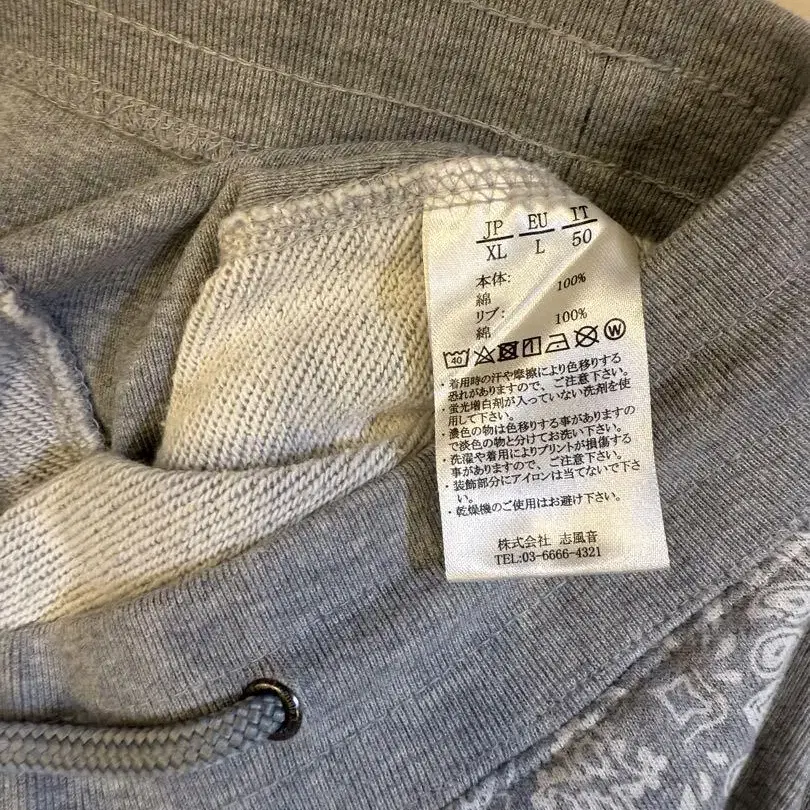 JP EU IT
XL L 50
本体:
綿 100%
リブ:
綿 100%
40 W
・着用時の汗や摩擦により色移りする
恐れがありますので、ご注意下さい。
・蛍光増白剤が入っていない洗剤を使
用して下さい。
・濃色の物は色移りする事がありますの
で淡色の物と分けてお洗い下さい。
・洗濯や着用によりプリントが損傷する
事がありますので、ご注意下さい。
・装飾部分にアイロンは当てないで下さ
い。
・乾燥機のご使用はお避け下さい。
株式会社 志風音
TEL:03-6666-4321